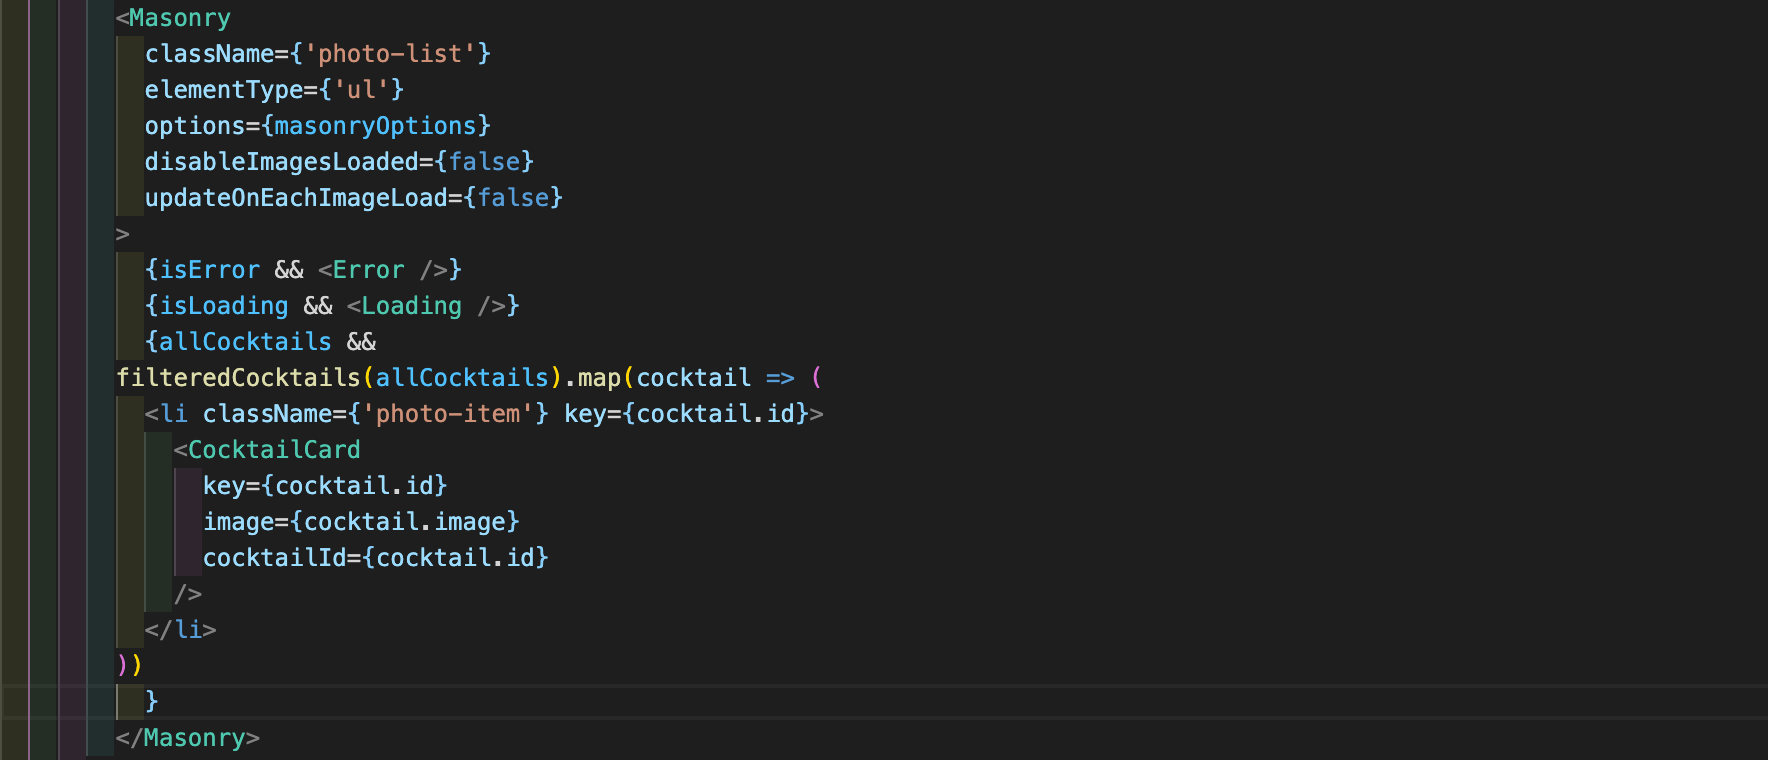 <Masonry
className={'photo-list'}
elementType={'ul'}
options={masonryOptions}
disableImagesLoaded={false}
updateOnEachImageLoad={false}
>
{isError && <Error />}
{isLoading && <Loading />}
{allCocktails &&
filteredCocktails(allCocktails).map(cocktail => (
<li className={'photo-item'} key={cocktail.id}>
<CocktailCard
key={cocktail.id}
image={cocktail.image}
cocktailId={cocktail.id}
/>
</li>
))
}
</Masonry>